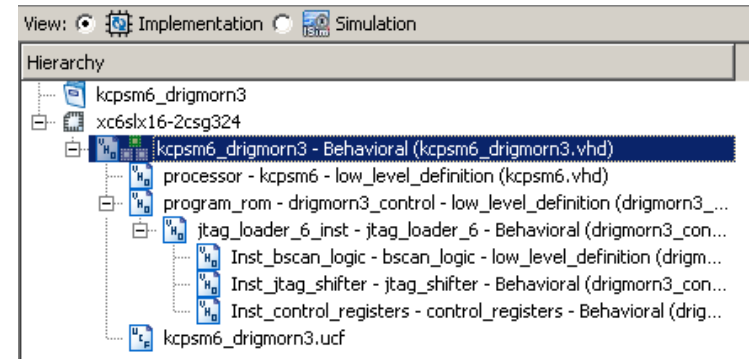 View: Implementation Simulation
Hierarchy
kcpsm6_drigmorn3
xc6slx16-2csg324
kcpsm6_drigmorn3 - Behavioral (kcpsm6_drigmorn3.vhd)
processor - kcpsm6 - low_level_definition (kcpsm6.vhd)
program_rom - drigmorn3_control - low_level_definition (drigmorn3_...
jtag_loader_6_inst - jtag_loader_6 - Behavioral (drigmorn3_con...
Inst_bscan_logic - bscan_logic - low_level_definition (drigm...
Inst_jtag_shifter - jtag_shifter - Behavioral (drigmorn3_con...
Inst_control_registers - control_registers - Behavioral (drig...
kcpsm6_drigmorn3.ucf